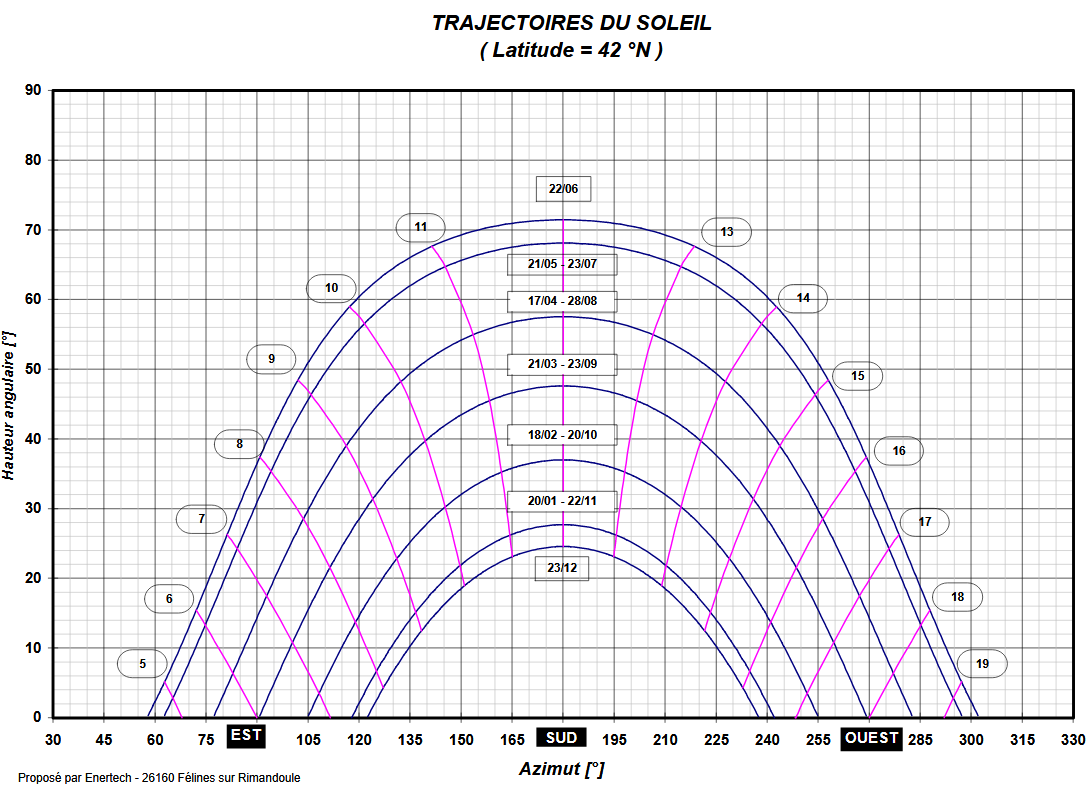 TRAJECTOIRES DU SOLEIL
( Latitude = 42 °N )
90
80
22/06
70
11
13
21/05 - 23/07
10
14
60
17/04 - 28/08
9
21/03 - 23/09
15
50
8
18/02 - 20/10
16
40
7
20/01 - 22/11
17
30
23/12
20
6
18
10
5
19
0
Hauteur angulaire [°]
30 45 60 75 EST 105 120 135 150 165 SUD 195 210 225 240 255 OUEST 285 300 315 330
Azimut [°]
Proposé par Enertech - 26160 Félines sur Rimandoule